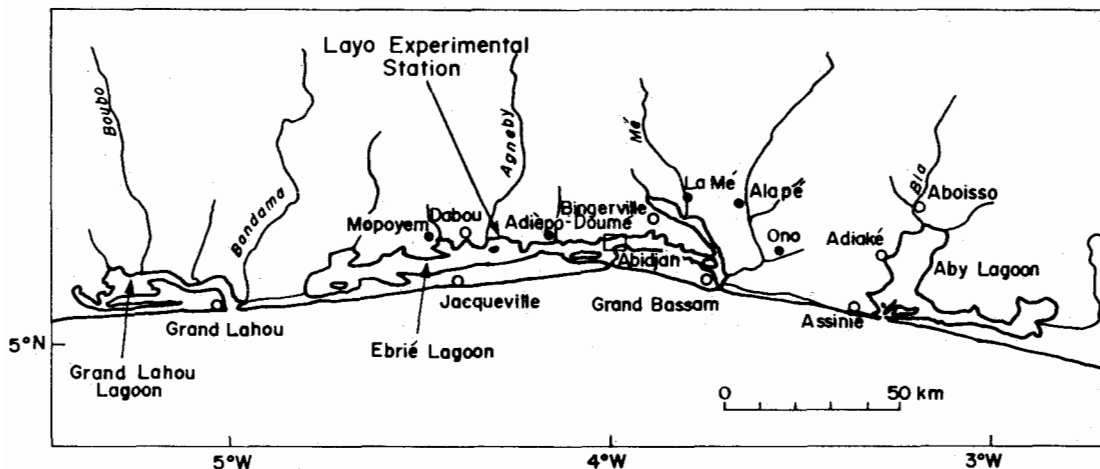 Layo Experimental
Station
Boubo
Bandama
Agneby
Mé
Bia
La Mé
Alapé
Aboisso
Mopoyem
Dabou
Adiépo-Doumé
Bingerville
Ono
Adiaké
Abidjan
Aby Lagoon
Jacqueville
Grand Bassam
Assinie
Grand Lahou
Ebrié Lagoon
5°N
Grand Lahou
Lagoon
0 50 km
5°W
4°W
3°W